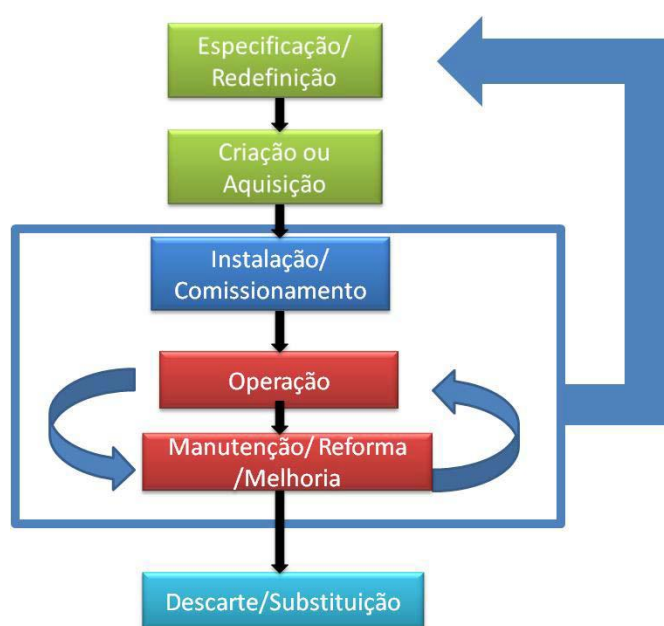 Especificação/
Redefinição
Criação ou
Aquisição
Instalação/
Comissionamento
Operação
Manutenção/ Reforma
/Melhoria
Descarte/Substituição